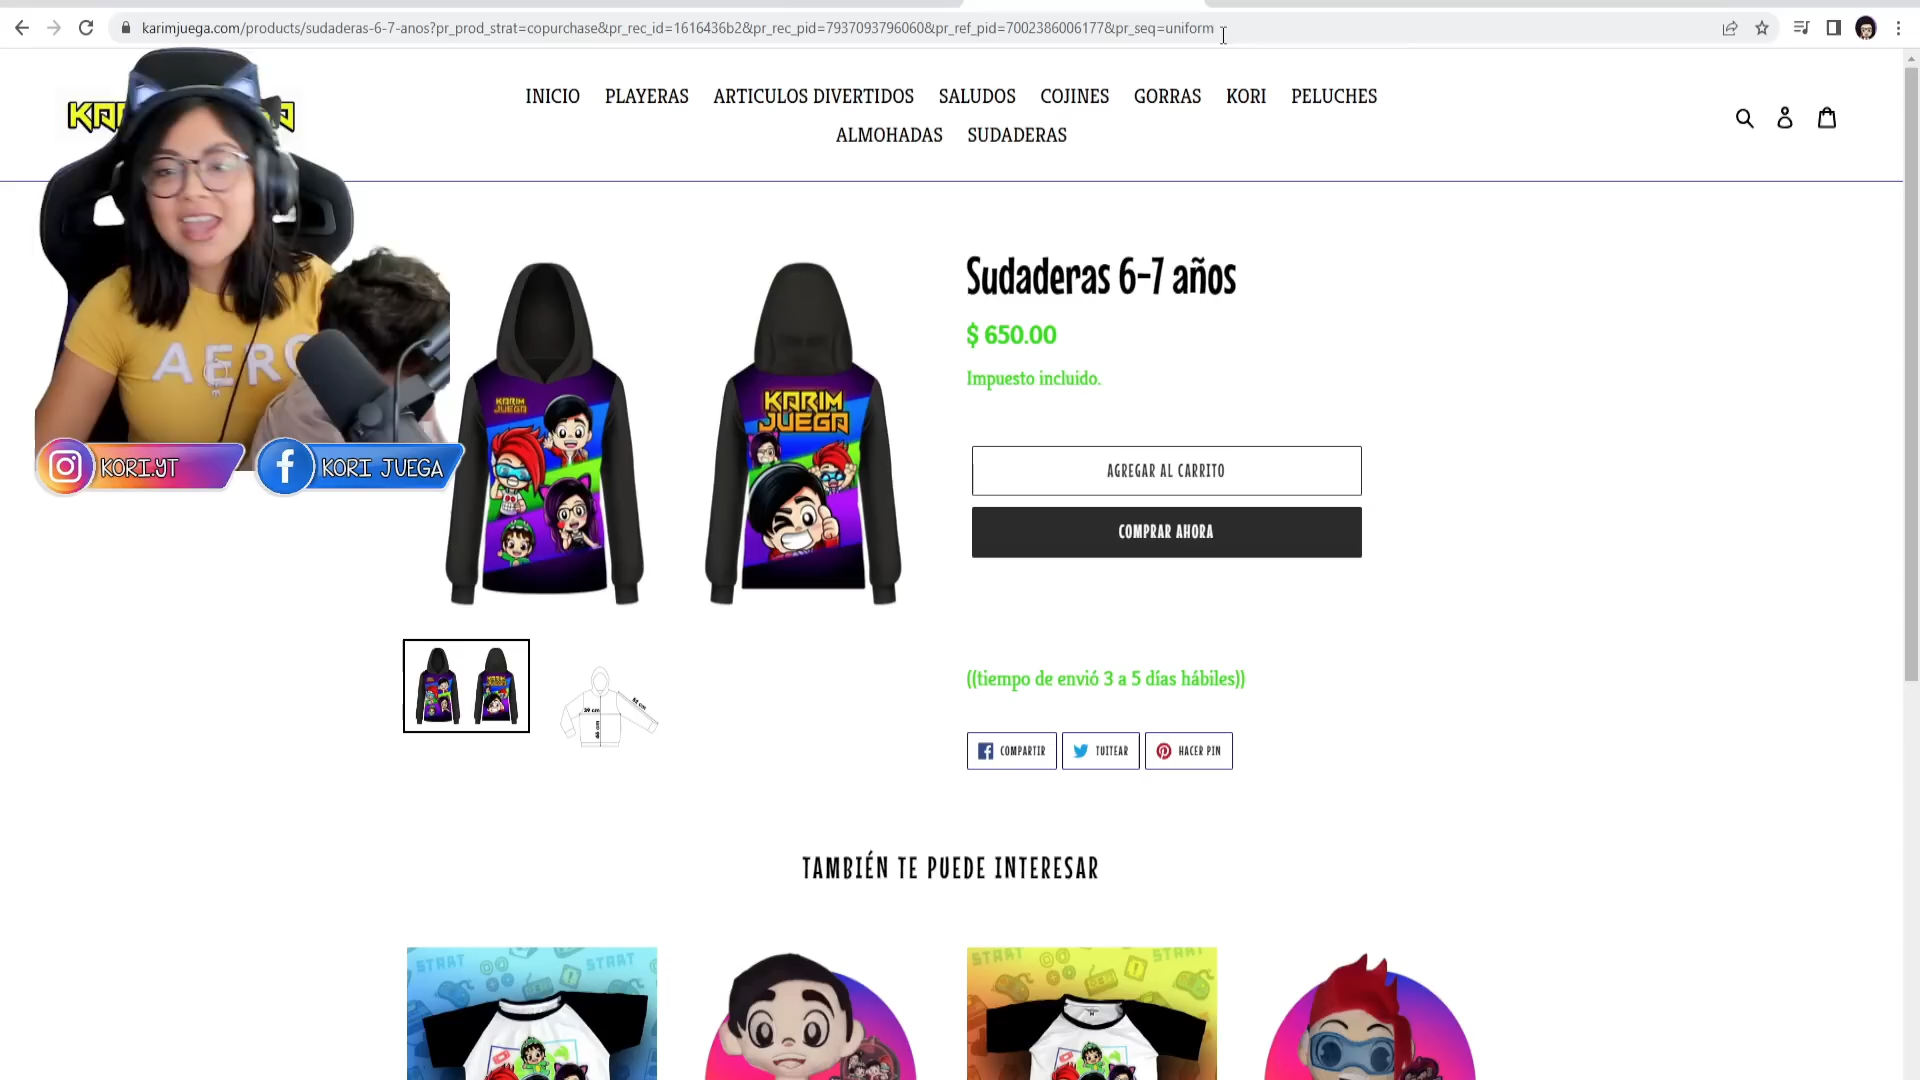 karimjuega.com/products/sudaderas-6-7-anos?pr_prod_strat=copurchase&pr_rec_id=1616436b2&pr_rec_pid=7937093796060&pr_ref_pid=7002386006177&pr_seq=uniform
INICIO PLAYERAS ARTICULOS DIVERTIDOS SALUDOS COJINES GORRAS KORI PELUCHES
ALMOHADAS SUDADERAS
AERO
KORI.YT
KORI JUEGA
KARIM
JUEGA
KARIM
JUEGA
Sudaderas 6-7 años
$ 650.00
Impuesto incluido.
AGREGAR AL CARRITO
COMPRAR AHORA
39 cm
((tiempo de envió 3 a 5 días hábiles))
COMPARTIR
TUITEAR
HACER PIN
TAMBIÉN TE PUEDE INTERESAR
START
START
START